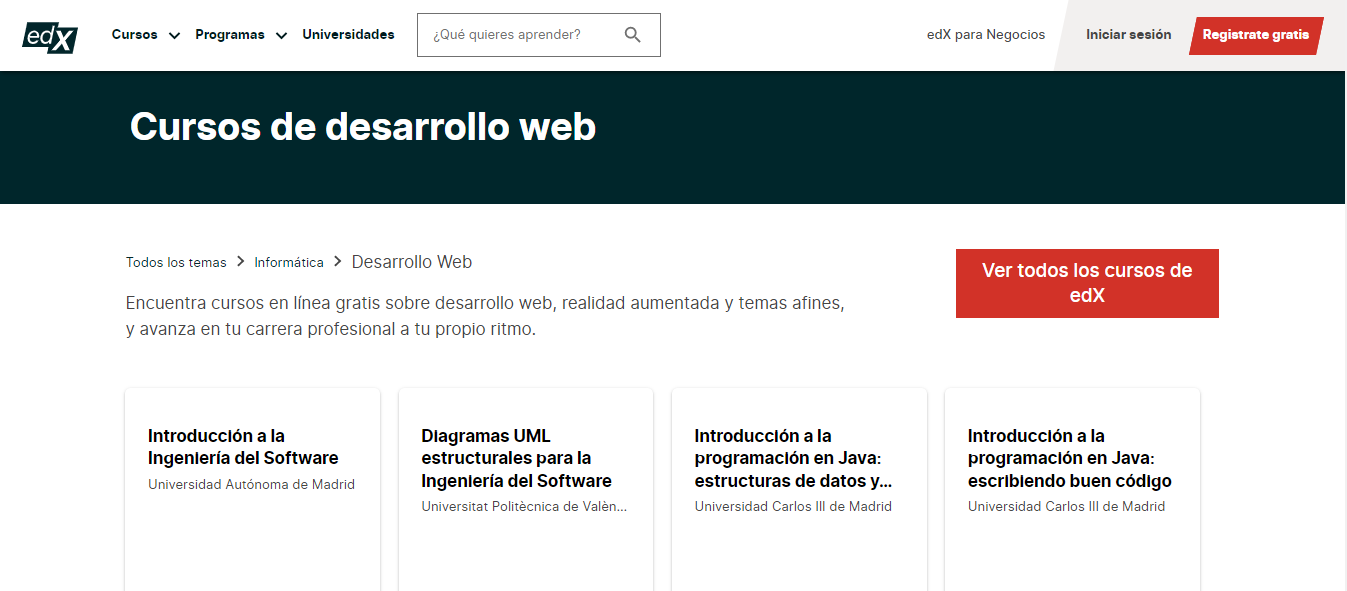 edX
Cursos
Programas
Universidades
¿Qué quieres aprender?
edX para Negocios
Iniciar sesión
Registrate gratis
Cursos de desarrollo web
Todos los temas
Informática
Desarrollo Web
Ver todos los cursos de
edX
Encuentra cursos en línea gratis sobre desarrollo web, realidad aumentada y temas afines,
y avanza en tu carrera profesional a tu propio ritmo.
Introducción a la
Ingeniería del Software
Universidad Autónoma de Madrid
Diagramas UML
estructurales para la
Ingeniería del Software
Universitat Politècnica de Valèn...
Introducción a la
programación en Java:
estructuras de datos y...
Universidad Carlos III de Madrid
Introducción a la
programación en Java:
escribiendo buen código
Universidad Carlos III de Madrid